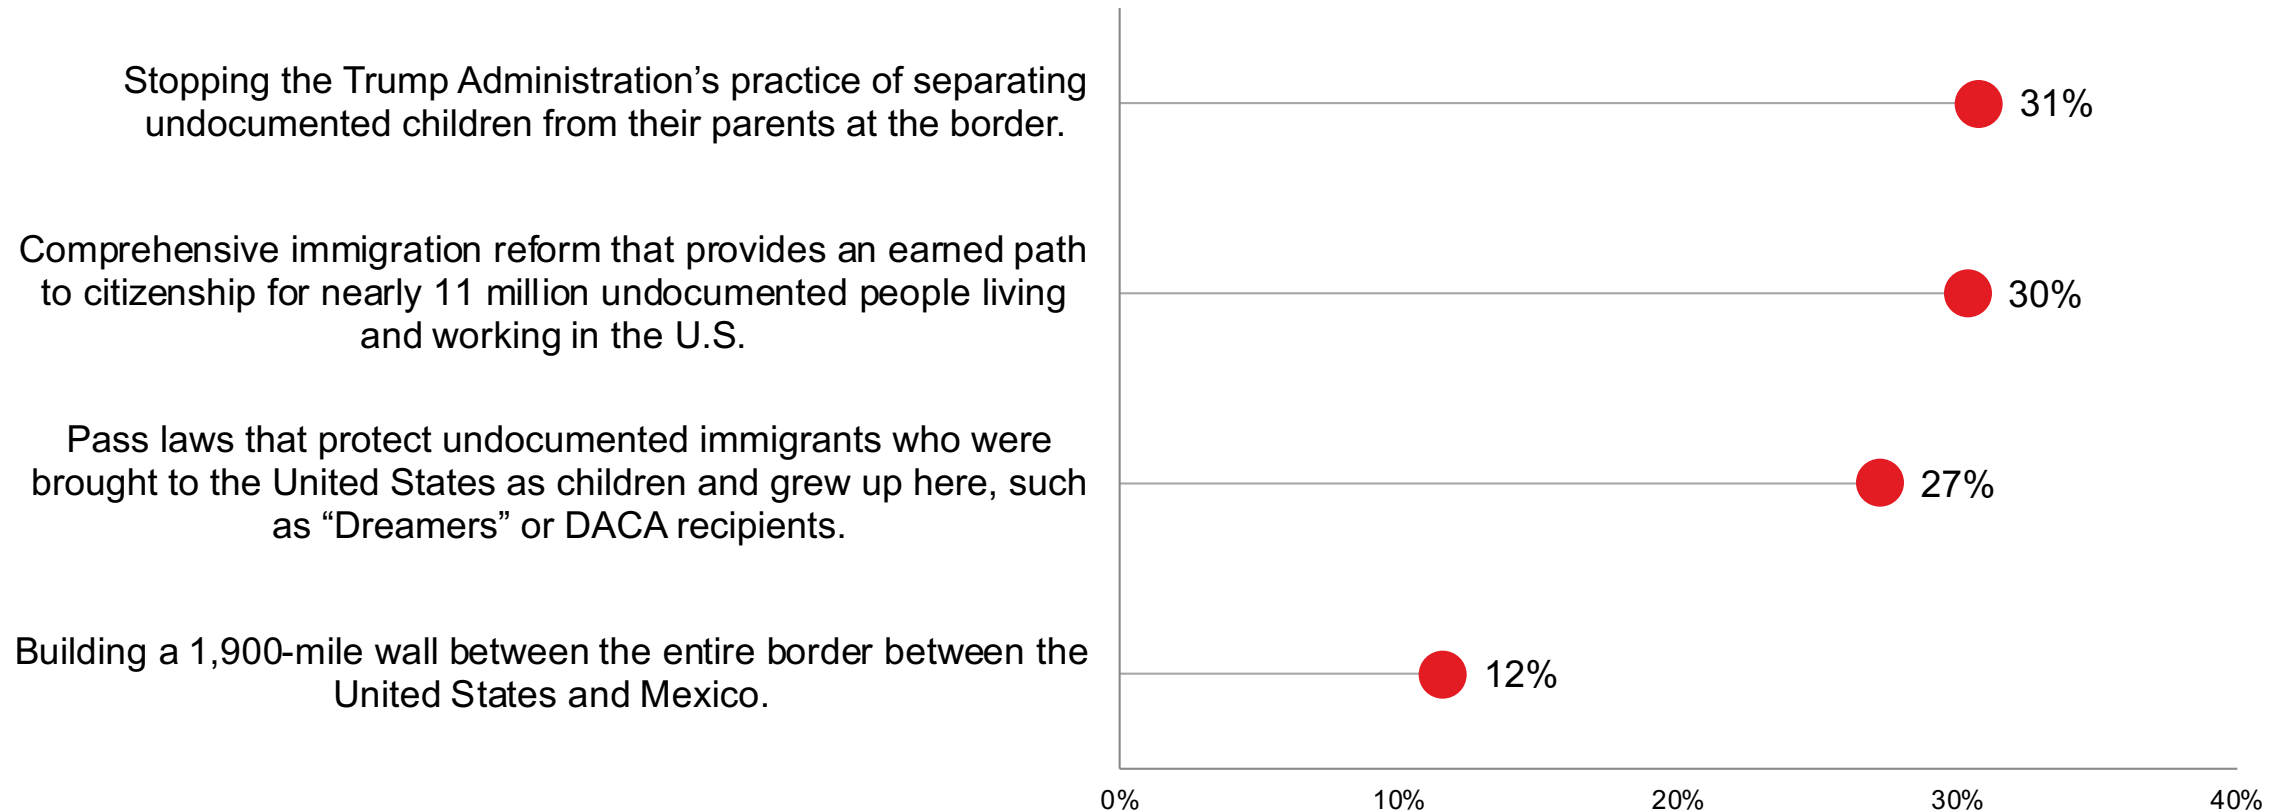 Stopping the Trump Administration’s practice of separating
undocumented children from their parents at the border.
31%
Comprehensive immigration reform that provides an earned path
to citizenship for nearly 11 million undocumented people living
and working in the U.S.
30%
Pass laws that protect undocumented immigrants who were
brought to the United States as children and grew up here, such
as “Dreamers” or DACA recipients.
27%
Building a 1,900-mile wall between the entire border between the
United States and Mexico.
12%
0% 10% 20% 30% 40%